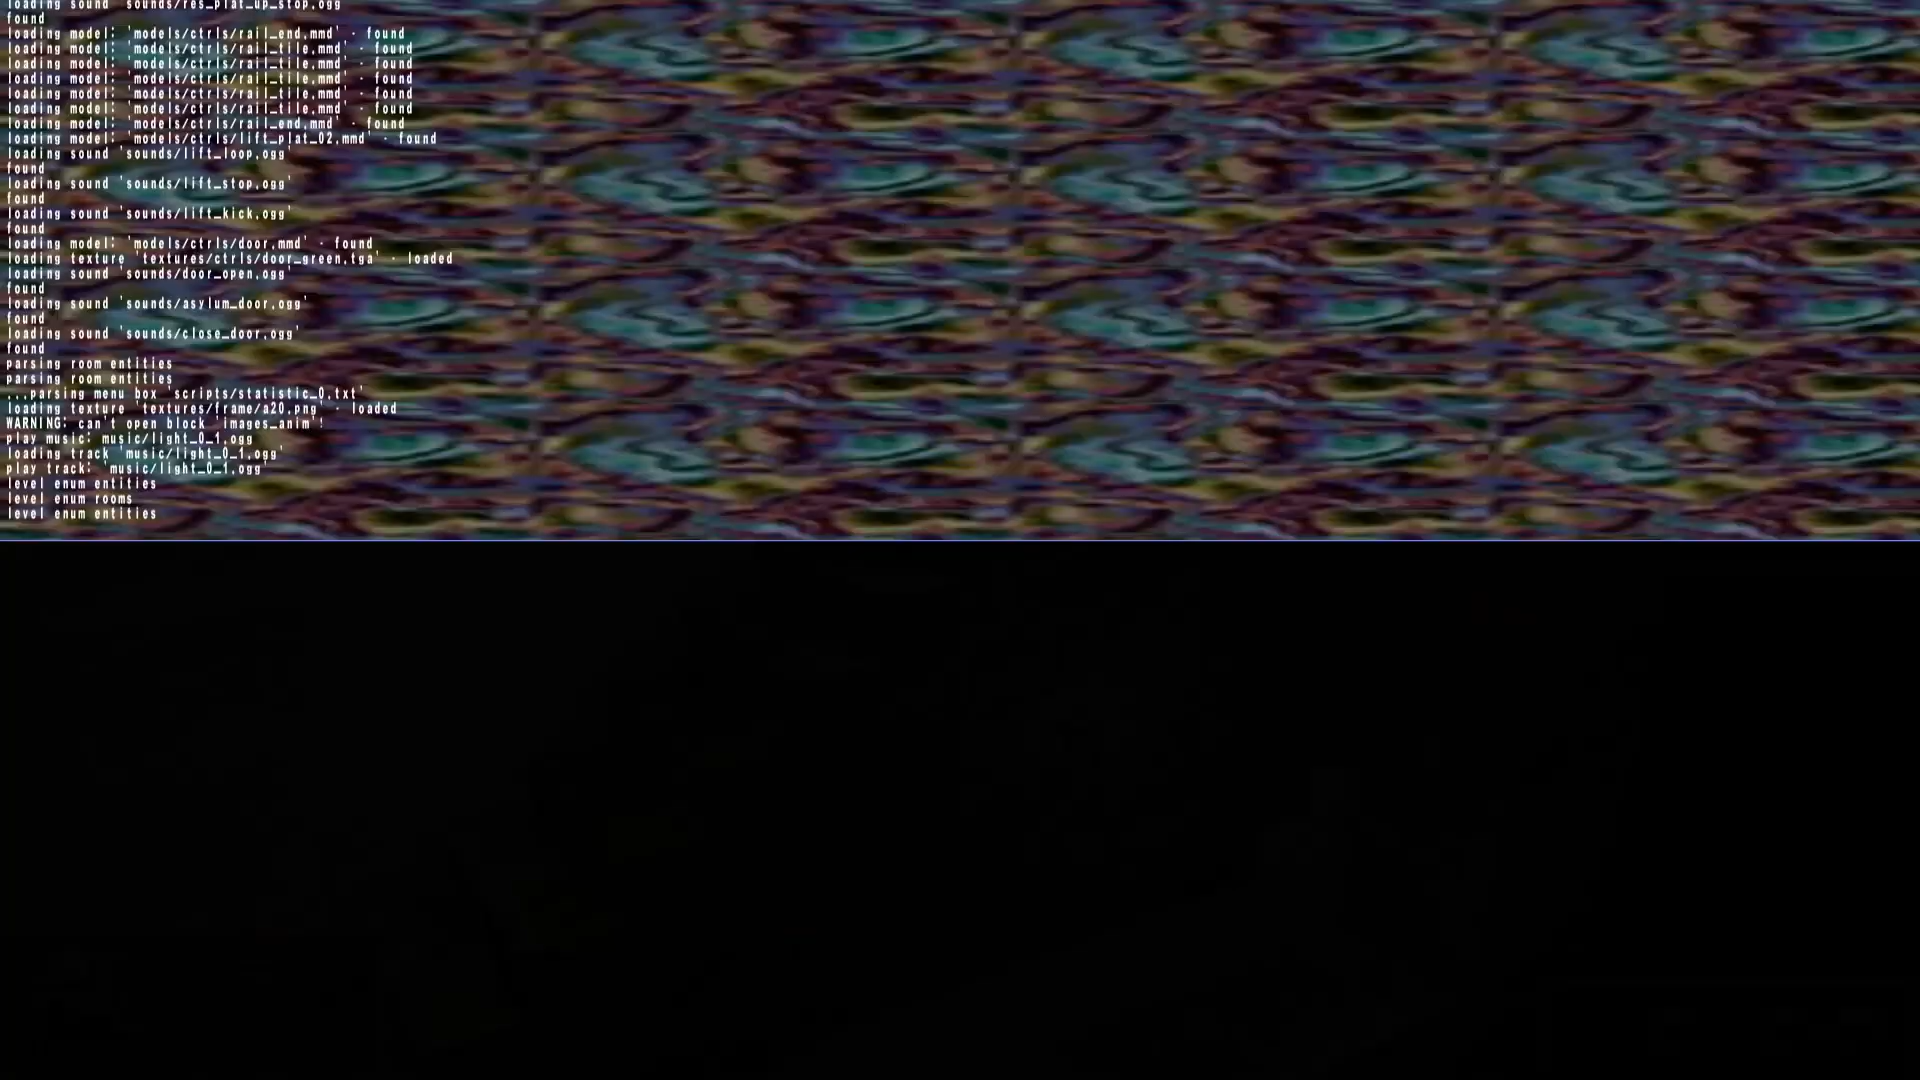 loading sound 'sounds/res_plat_up_stop.ogg
found
loading model: 'models/ctrls/rail_end.mmd' - found
loading model: 'models/ctrls/rail_tile.mmd' - found
loading model: 'models/ctrls/rail_tile.mmd' - found
loading model: 'models/ctrls/rail_tile.mmd' - found
loading model: 'models/ctrls/rail_tile.mmd' - found
loading model: 'models/ctrls/rail_tile.mmd' - found
loading model: 'models/ctrls/rail_end.mmd' - found
loading model: 'models/ctrls/lift_plat_02.mmd' - found
loading sound 'sounds/lift_loop.ogg'
found
loading sound 'sounds/lift_stop.ogg'
found
loading sound 'sounds/lift_kick.ogg'
found
loading model: 'models/ctrls/door.mmd' - found
loading texture 'textures/ctrls/door_green.tga' - loaded
loading sound 'sounds/door_open.ogg'
found
loading sound 'sounds/asylum_door.ogg'
found
loading sound 'sounds/close_door.ogg'
found
parsing room entities
parsing room entities
...parsing menu box 'scripts/statistic_0.txt'
loading texture 'textures/frame/a20.png' - loaded
WARNING: can't open block 'images_anim'!
play music: music/light_0_1.ogg
loading track 'music/light_0_1.ogg'
play track: 'music/light_0_1.ogg'
level enum entities
level enum rooms
level enum entities